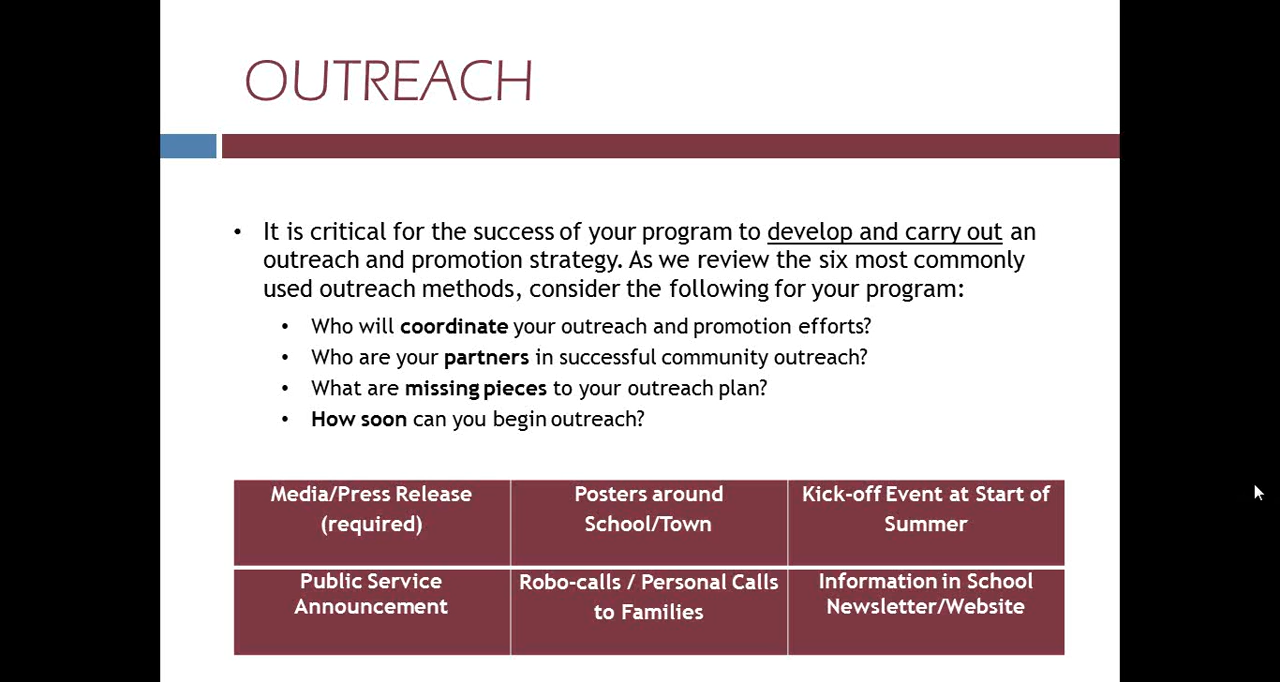 OUTREACH
• It is critical for the success of your program to develop and carry out an
outreach and promotion strategy. As we review the six most commonly
used outreach methods, consider the following for your program:
• Who will coordinate your outreach and promotion efforts?
• Who are your partners in successful community outreach?
• What are missing pieces to your outreach plan?
• How soon can you begin outreach?
Media/Press Release
(required)
Posters around
School/Town
Kick-off Event at Start of
Summer
Public Service
Announcement
Robo-calls / Personal Calls
to Families
Information in School
Newsletter/Website